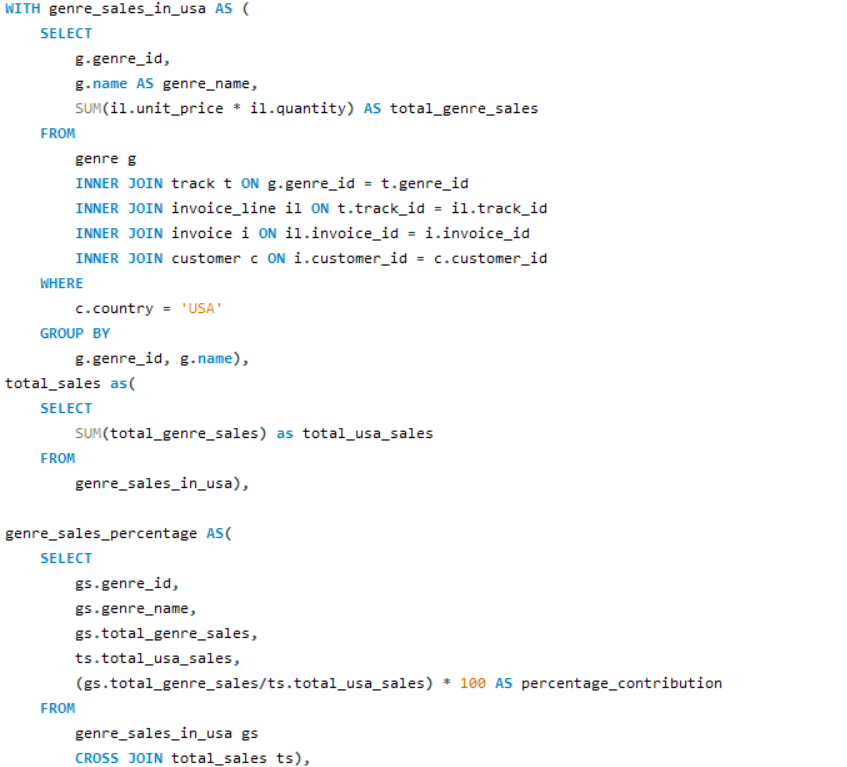 WITH genre_sales_in_usa AS (
SELECT
g.genre_id,
g.name AS genre_name,
SUM(il.unit_price * il.quantity) AS total_genre_sales
FROM
genre g
INNER JOIN track t ON g.genre_id = t.genre_id
INNER JOIN invoice_line il ON t.track_id = il.track_id
INNER JOIN invoice i ON il.invoice_id = i.invoice_id
INNER JOIN customer c ON i.customer_id = c.customer_id
WHERE
c.country = 'USA'
GROUP BY
g.genre_id, g.name),
total_sales as(
SELECT
SUM(total_genre_sales) as total_usa_sales
FROM
genre_sales_in_usa),
genre_sales_percentage AS(
SELECT
gs.genre_id,
gs.genre_name,
gs.total_genre_sales,
ts.total_usa_sales,
(gs.total_genre_sales/ts.total_usa_sales) * 100 AS percentage_contribution
FROM
genre_sales_in_usa gs
CROSS JOIN total_sales ts),